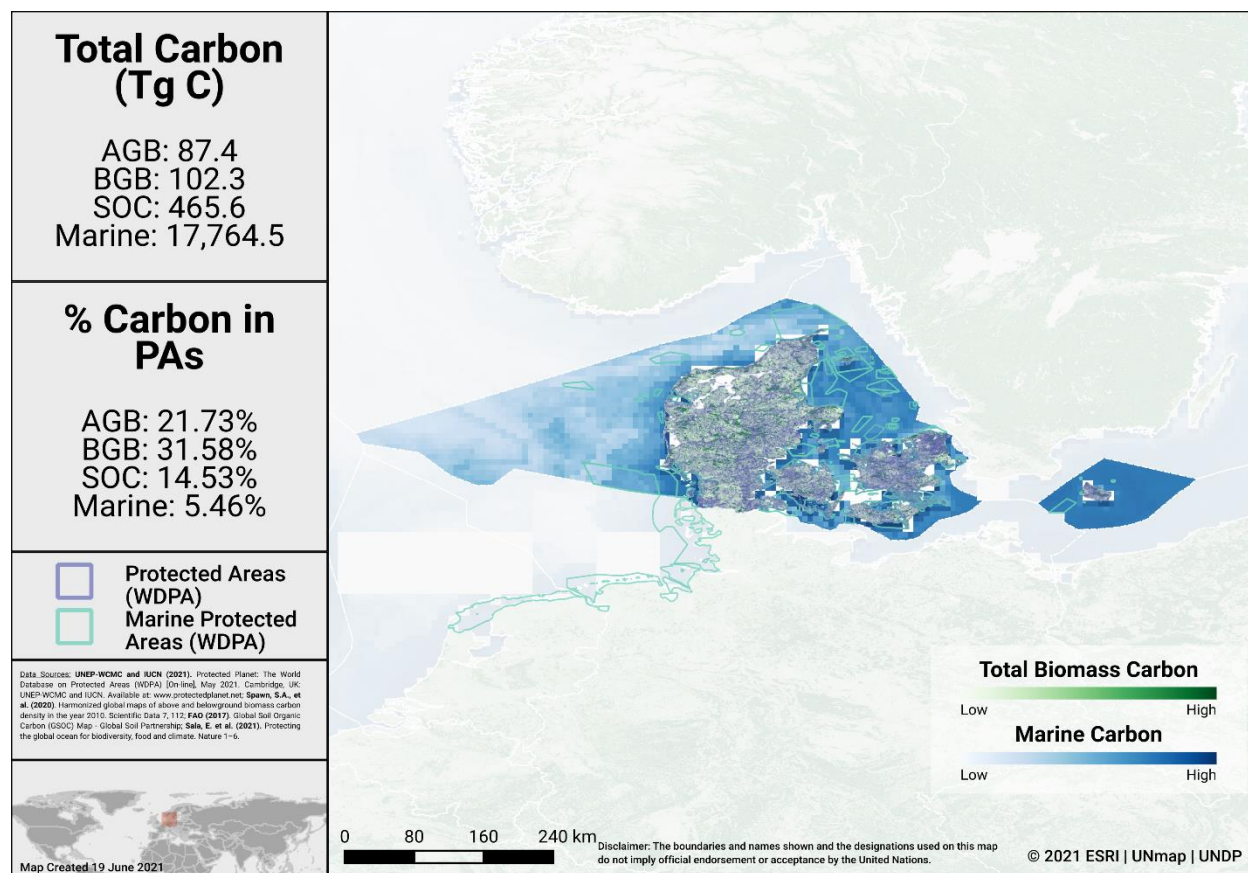 Total Carbon
(Tg C)
AGB: 87.4
BGB: 102.3
SOC: 465.6
Marine: 17,764.5
% Carbon in
PAs
AGB: 21.73%
BGB: 31.58%
SOC: 14.53%
Marine: 5.46%
Protected Areas
(WDPA)
Marine Protected
Areas (WDPA)
Data Sources: UNEP-WCMC and IUCN (2021). Protected Planet: The World
Database on Protected Areas (WDPA) [On-line], May 2021. Cambridge, UK:
UNEP-WCMC and IUCN. Available at: www.protectedplanet.net; Spawn, S.A., et
al. (2020). Harmonized global maps of above and belowground biomass carbon
density in the year 2010. Scientific Data 7, 112; FAO (2017). Global Soil Organic
Carbon (GSOC) Map - Global Soil Partnership; Sala, E. et al. (2021). Protecting
the global ocean for biodiversity, food and climate. Nature 1–6.
Map Created 19 June 2021
Total Biomass Carbon
Low High
Marine Carbon
Low High
0 80 160 240 km
Disclaimer: The boundaries and names shown and the designations used on this map
do not imply official endorsement or acceptance by the United Nations.
© 2021 ESRI | UNmap | UNDP